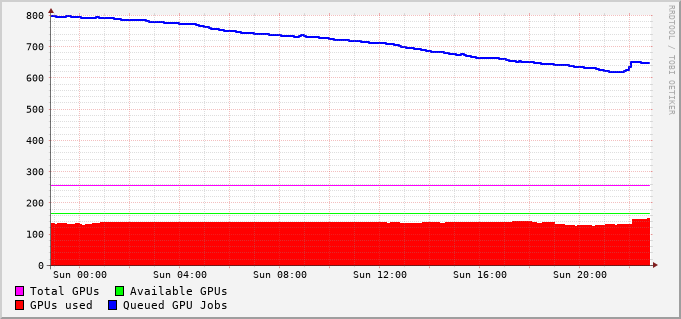 800
700
600
500
400
300
200
100
0
Sun 00:00 Sun 04:00 Sun 08:00 Sun 12:00 Sun 16:00 Sun 20:00
Total GPUs Available GPUs
GPUs used Queued GPU Jobs
RRDTOOL / TOBI OETIKER